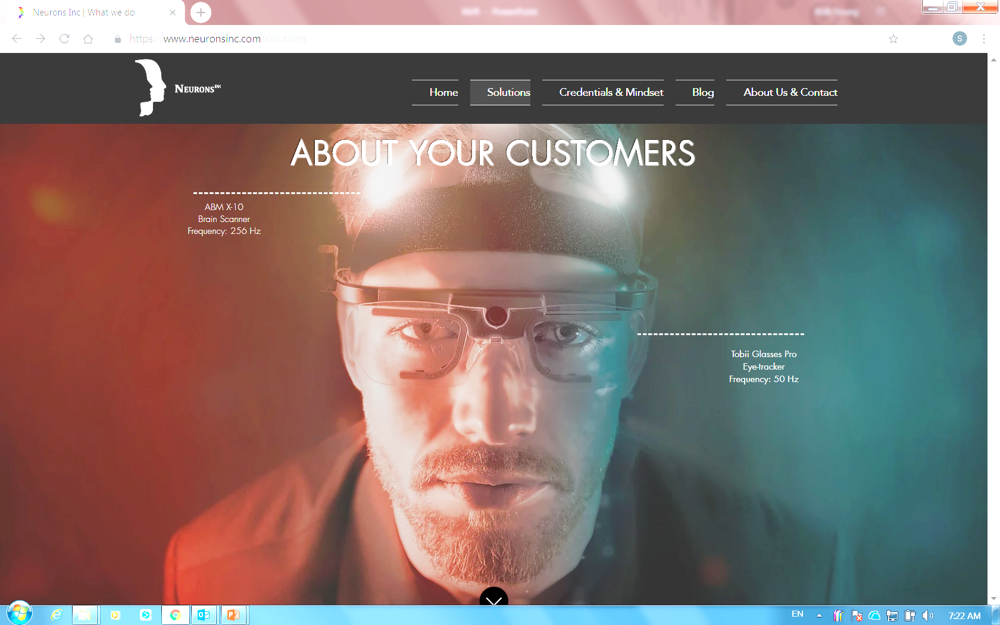 Neurons Inc | What we do
PowerPoint
https://www.neuronsinc.com/solutions
S
NEURONS INC
Home
Solutions
Credentials & Mindset
Blog
About Us & Contact
ABOUT YOUR CUSTOMERS
ABM X-10
Brain Scanner
Frequency: 256 Hz
Tobii Glasses Pro
Eye-tracker
Frequency: 50 Hz
EN
7:22 AM